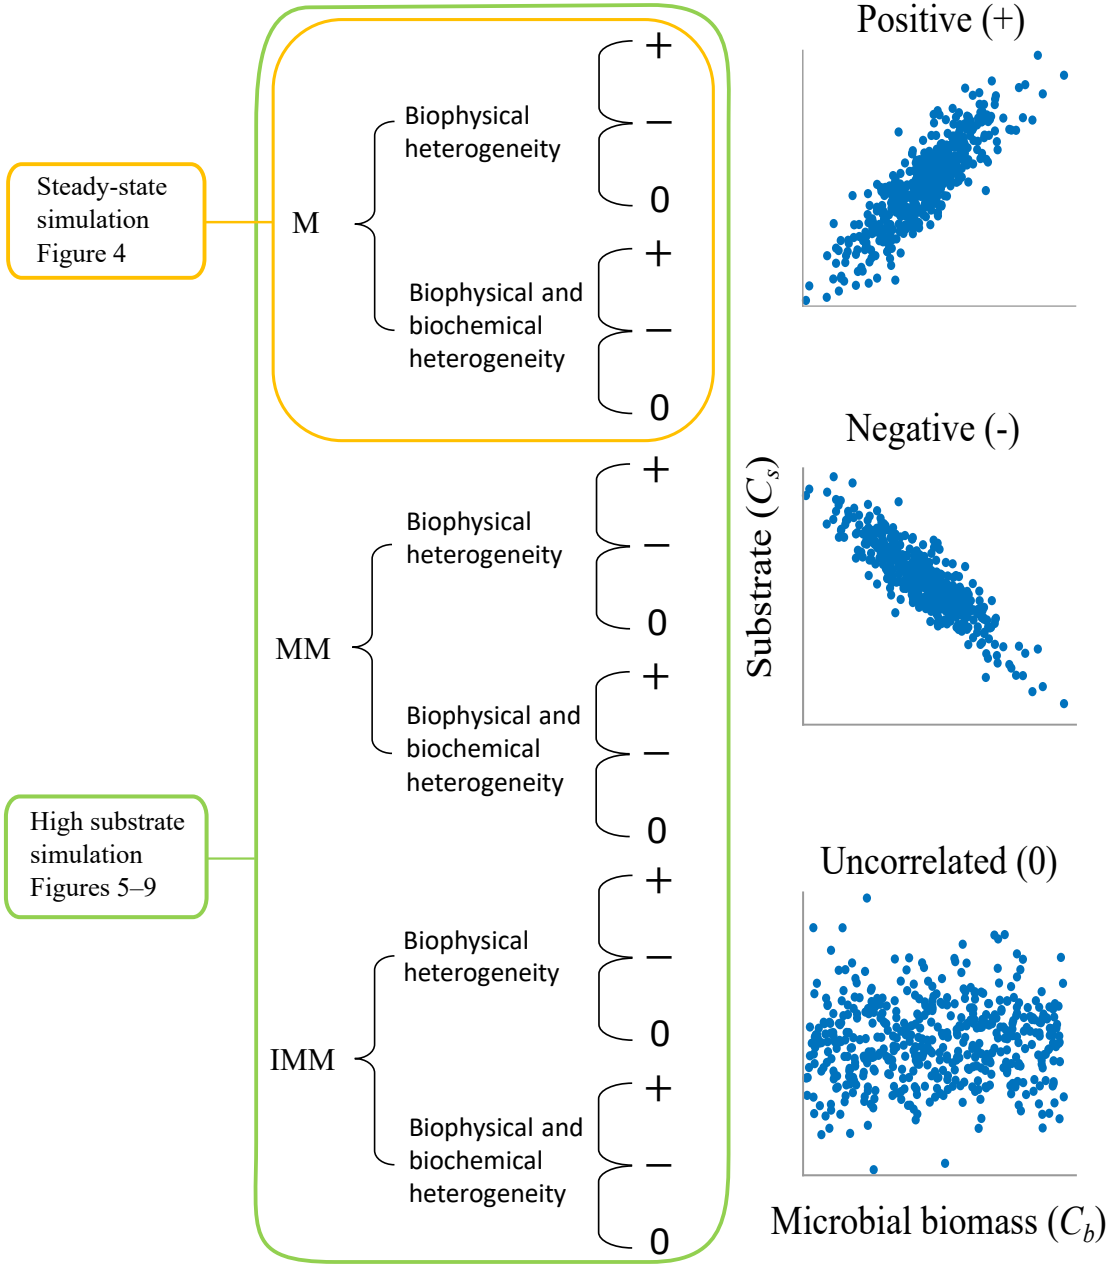 Steady-state
simulation
Figure 4
High substrate
simulation
Figures 5–9
M
Biophysical
heterogeneity
+
−
0
Biophysical and
biochemical
heterogeneity
+
−
0
MM
Biophysical
heterogeneity
+
−
0
Biophysical and
biochemical
heterogeneity
+
−
0
IMM
Biophysical
heterogeneity
+
−
0
Biophysical and
biochemical
heterogeneity
+
−
0
Positive (+)
Negative (-)
Substrate (Cs)
Uncorrelated (0)
Microbial biomass (Cb)